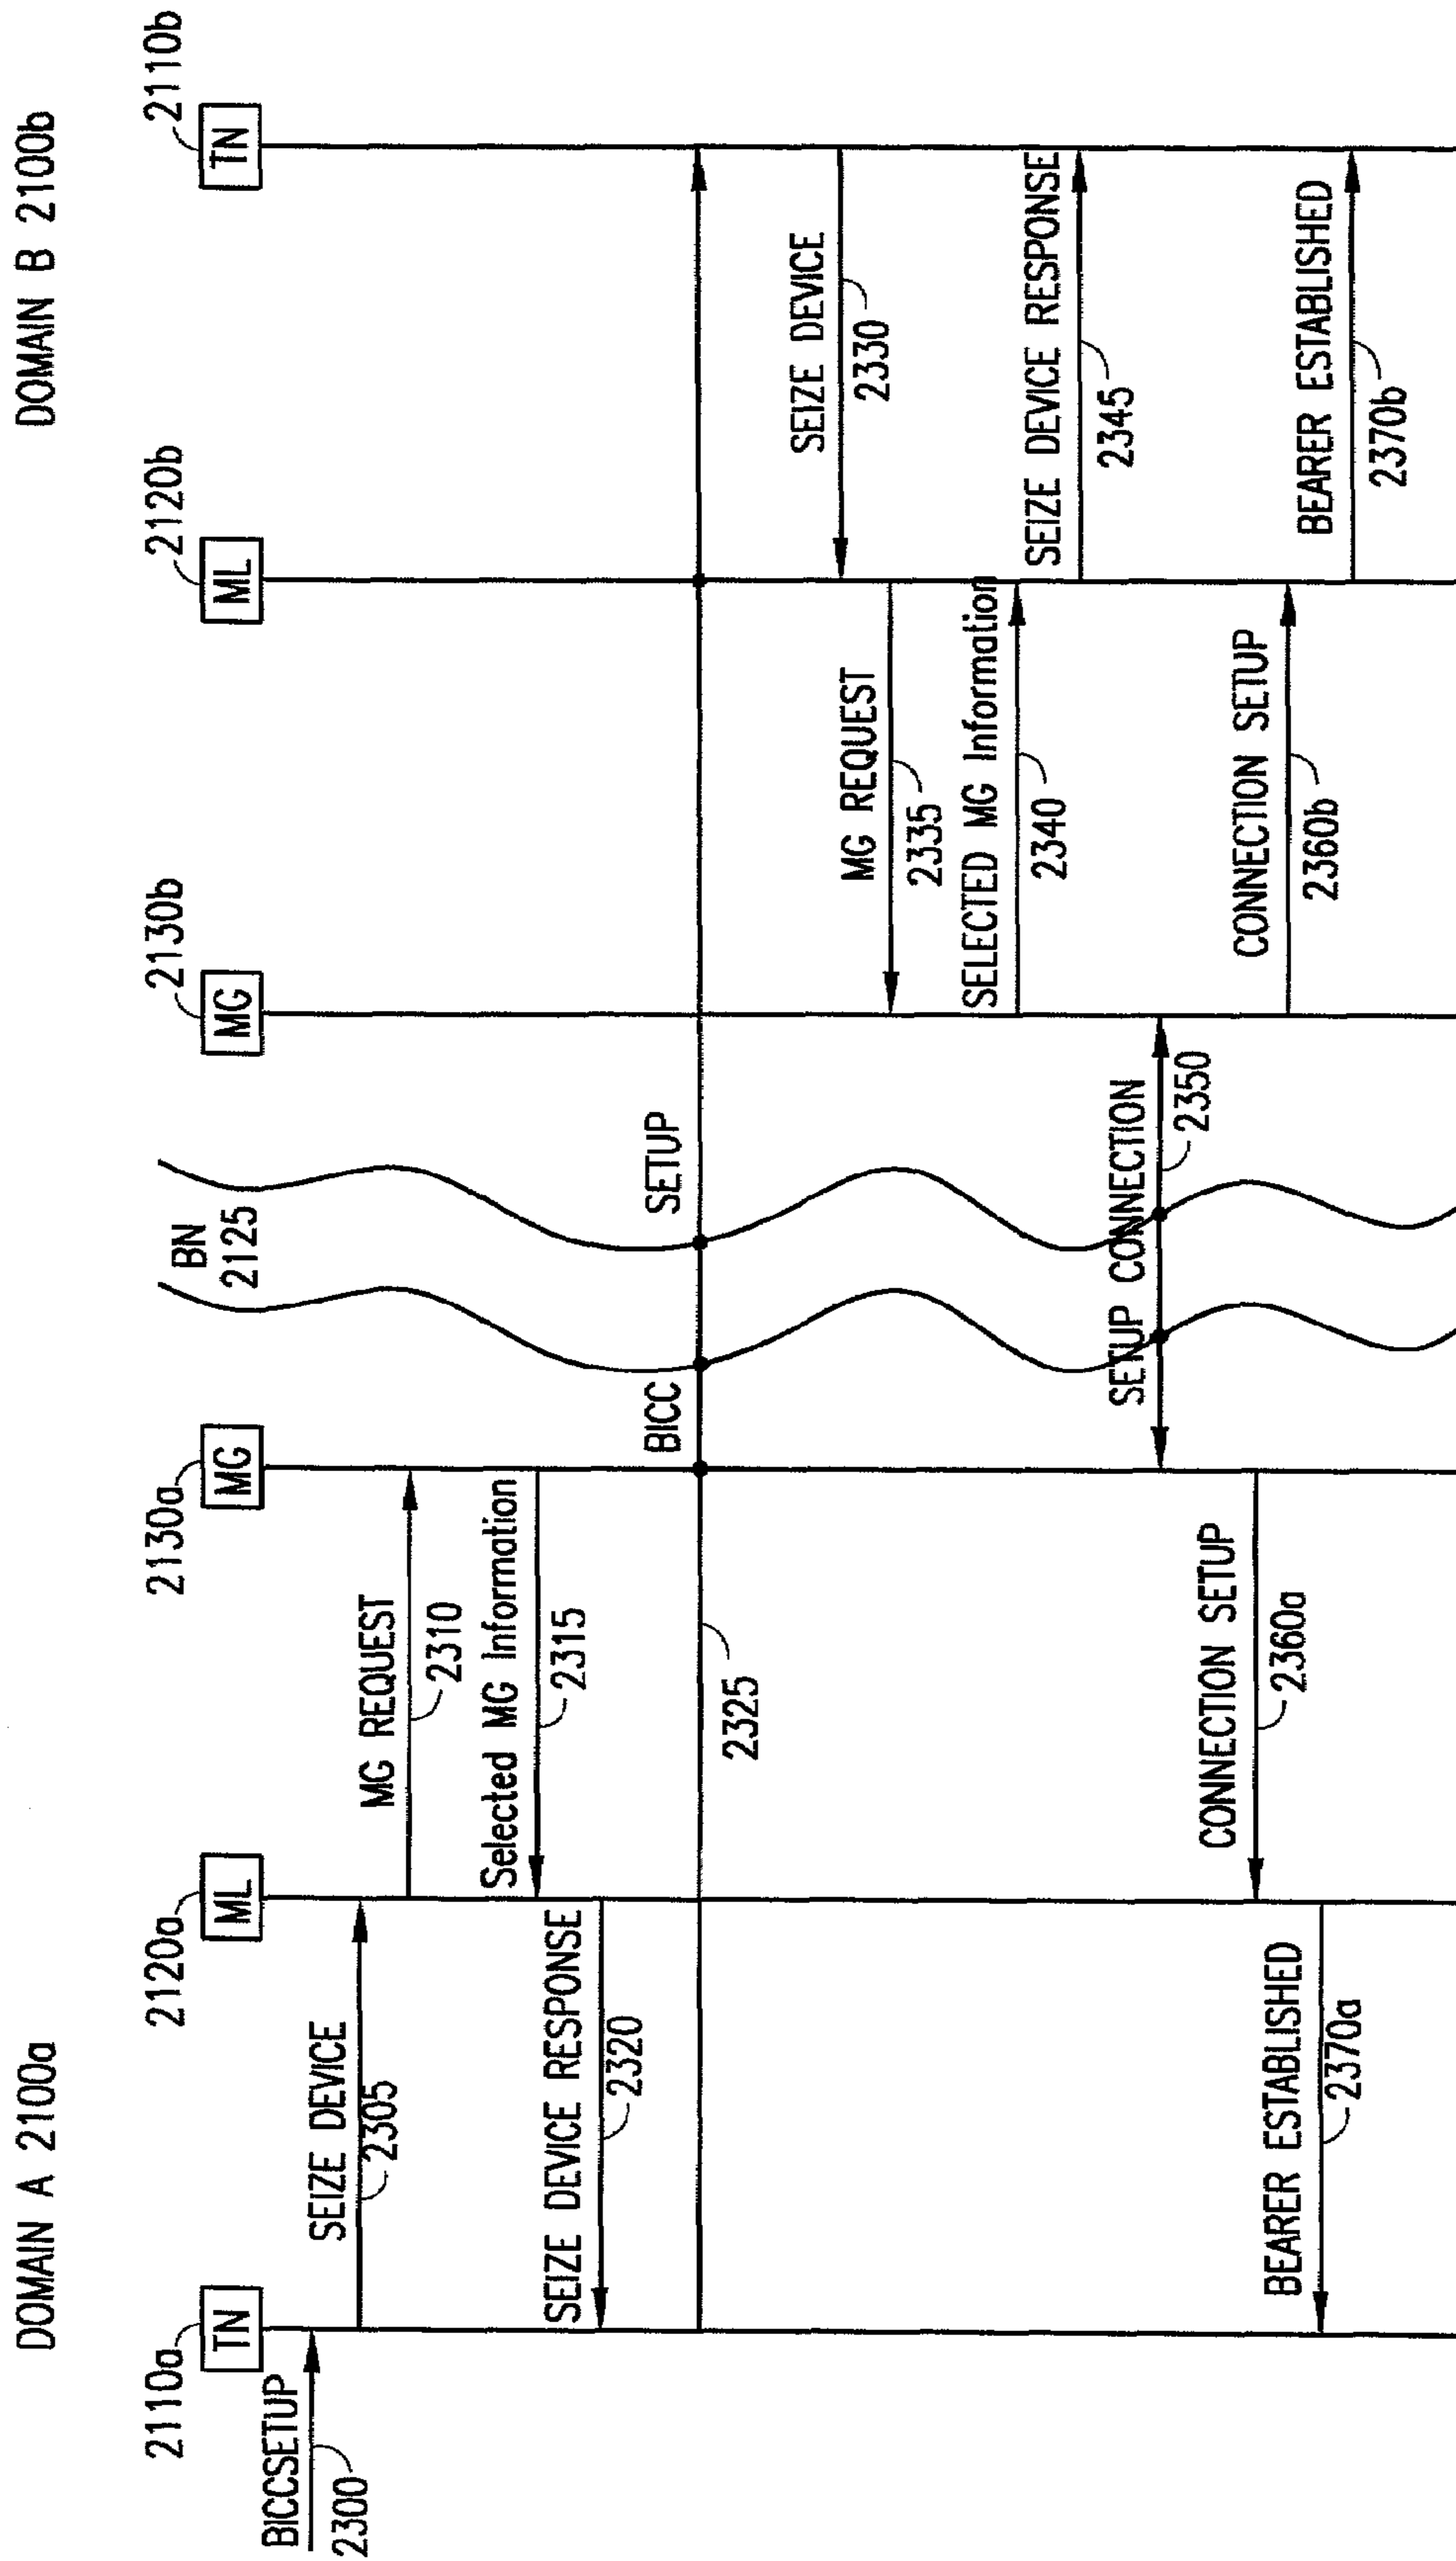 DOMAIN A 2100a
DOMAIN B 2100b
2110a
2120a
2130a
2130b
2120b
2110b
TN
ML
MG
BN
2125
MG
ML
TN
BICCSETUP
2300
SEIZE DEVICE
2305
MG REQUEST
2310
Selected MG Information
2315
SEIZE DEVICE RESPONSE
2320
BICC
SETUP
2325
SEIZE DEVICE
2330
MG REQUEST
2335
SELECTED MG Information
2340
SEIZE DEVICE RESPONSE
2345
SETUP CONNECTION
2350
CONNECTION SETUP
2360a
CONNECTION SETUP
2360b
BEARER ESTABLISHED
2370a
BEARER ESTABLISHED
2370b